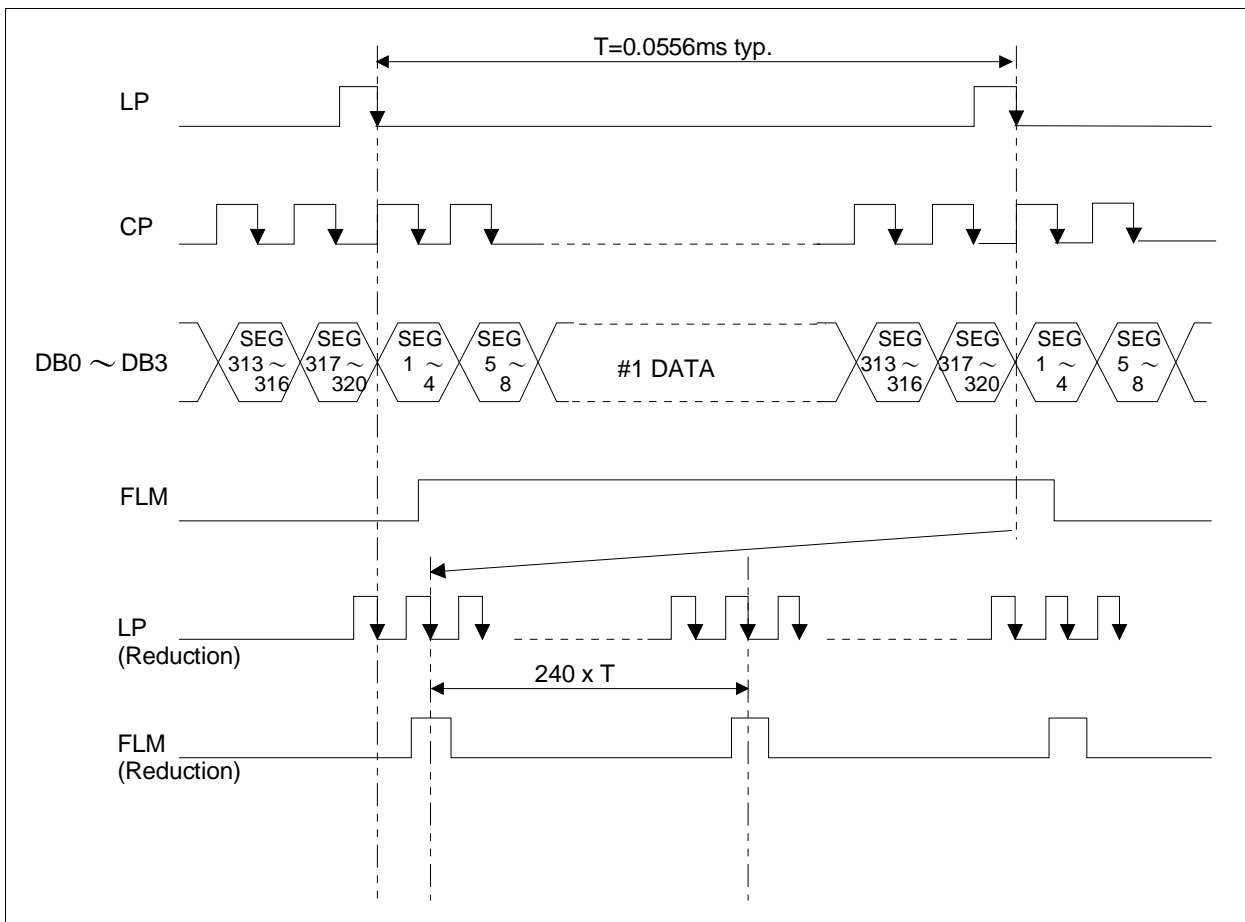 T=0.0556ms typ.
LP
CP
DB0 ～ DB3
SEG
313～
316
SEG
317～
320
SEG
1 ～
4
SEG
5 ～
8
#1 DATA
SEG
313～
316
SEG
317～
320
SEG
1 ～
4
SEG
5 ～
8
FLM
LP
(Reduction)
240 x T
FLM
(Reduction)